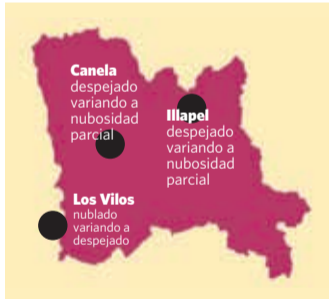 Canela
despejado
variando a
nubosidad
parcial
Illapel
despejado
variando a
nubosidad
parcial
Los Vilos
nublado
variando a
despejado